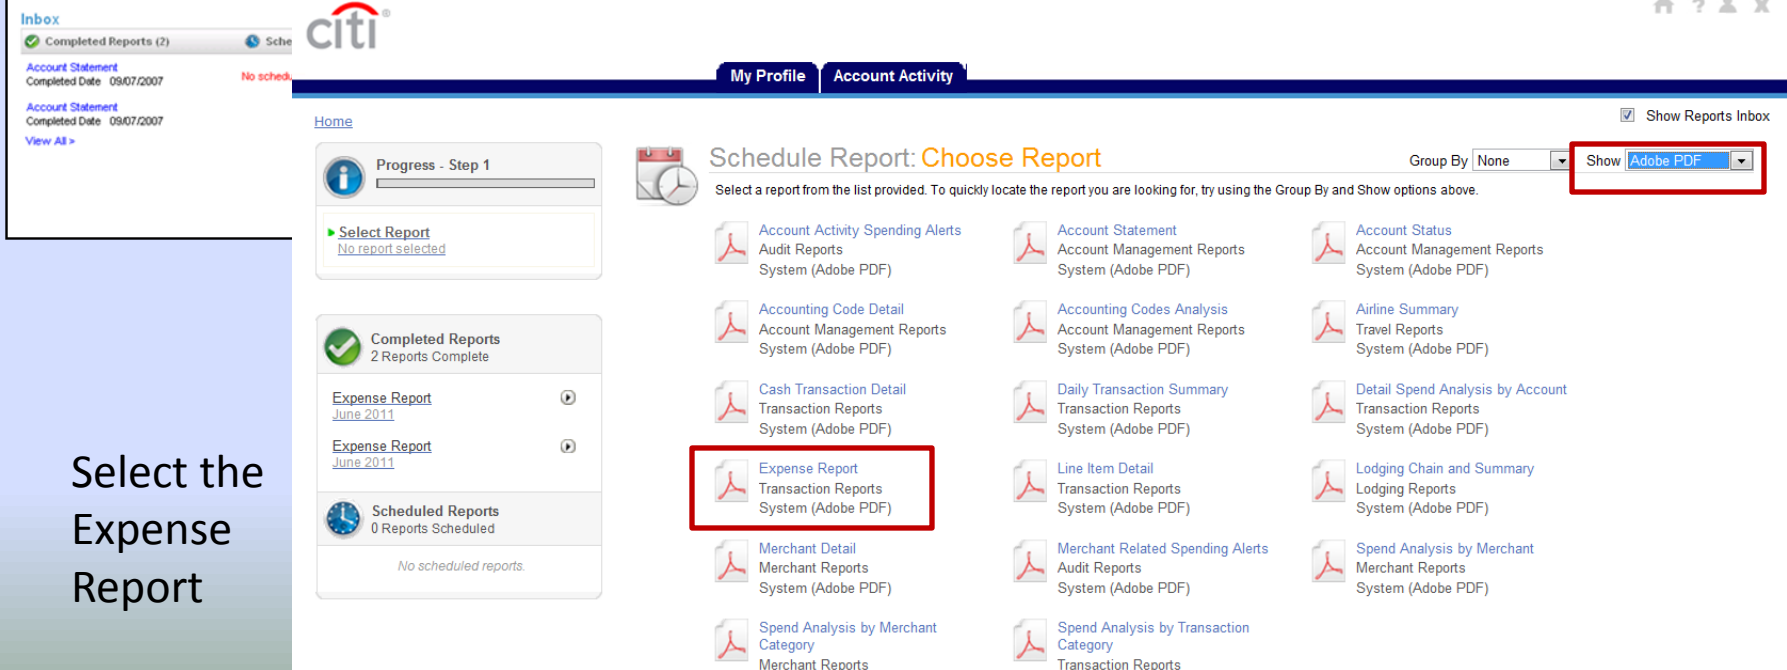 Inbox
Completed Reports (2)
Sche
Account Statement
Completed Date 09/07/2007
No schedu
Account Statement
Completed Date 09/07/2007
View All >
Select the
Expense
Report
citi
My Profile
Account Activity
Home
Show Reports Inbox
Progress - Step 1
Select Report
No report selected
Completed Reports
2 Reports Complete
Expense Report
June 2011
Expense Report
June 2011
Scheduled Reports
0 Reports Scheduled
No scheduled reports.
Schedule Report: Choose Report
Group By None
Show Adobe PDF
Select a report from the list provided. To quickly locate the report you are looking for, try using the Group By and Show options above.
Account Activity Spending Alerts
Audit Reports
System (Adobe PDF)
Account Statement
Account Management Reports
System (Adobe PDF)
Account Status
Account Management Reports
System (Adobe PDF)
Accounting Code Detail
Account Management Reports
System (Adobe PDF)
Accounting Codes Analysis
Account Management Reports
System (Adobe PDF)
Airline Summary
Travel Reports
System (Adobe PDF)
Cash Transaction Detail
Transaction Reports
System (Adobe PDF)
Daily Transaction Summary
Transaction Reports
System (Adobe PDF)
Detail Spend Analysis by Account
Transaction Reports
System (Adobe PDF)
Expense Report
Transaction Reports
System (Adobe PDF)
Line Item Detail
Transaction Reports
System (Adobe PDF)
Lodging Chain and Summary
Lodging Reports
System (Adobe PDF)
Merchant Detail
Merchant Reports
System (Adobe PDF)
Merchant Related Spending Alerts
Audit Reports
System (Adobe PDF)
Spend Analysis by Merchant
Merchant Reports
System (Adobe PDF)
Spend Analysis by Merchant
Category
Merchant Reports
Spend Analysis by Transaction
Category
Transaction Reports